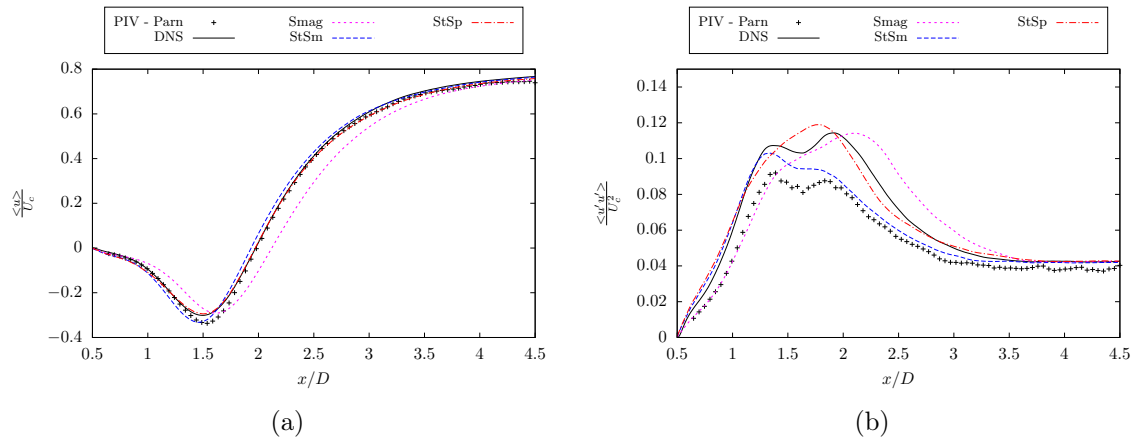 PIV - Parn
DNS
Smag
StSm
StSp
<u>
U_c
0.8
0.6
0.4
0.2
0
−0.2
−0.4
0.5 1 1.5 2 2.5 3 3.5 4 4.5
x/D
(a)
PIV - Parn
DNS
Smag
StSm
StSp
<u′u′>
U_c^2
0.15
0.12
0.1
0.08
0.06
0.04
0.02
0
0.5 1 1.5 2 2.5 3 3.5 4 4.5
x/D
(b)